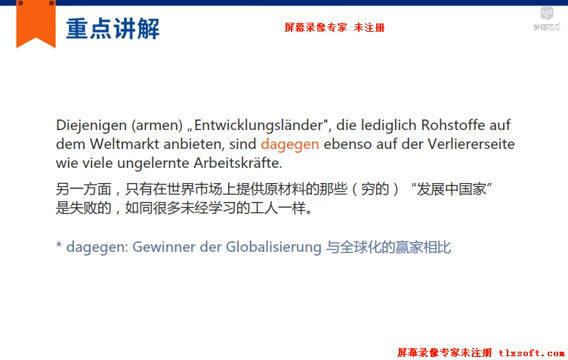 重点讲解
屏幕录像专家 未注册
Diejenigen (armen) „Entwicklungsländer", die lediglich Rohstoffe auf
dem Weltmarkt anbieten, sind dagegen ebenso auf der Verliererseite
wie viele ungelernte Arbeitskräfte.
另一方面，只有在世界市场上提供原材料的那些（穷的）“发展中国家”
是失败的，如同很多未经学习的工人一样。
* dagegen: Gewinner der Globalisierung 与全球化的赢家相比
屏幕录像专家未注册 tlxsoft.com